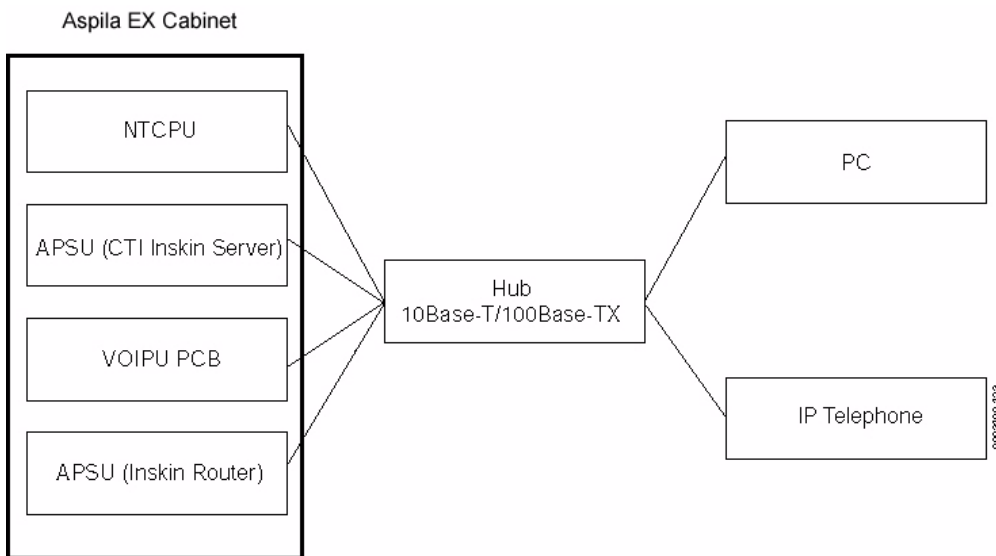 Aspila EX Cabinet
NTCPU
APSU (CTI Inskin Server)
VOIPU PCB
APSU (Inskin Router)
Hub
10Base-T/100Base-TX
PC
IP Telephone